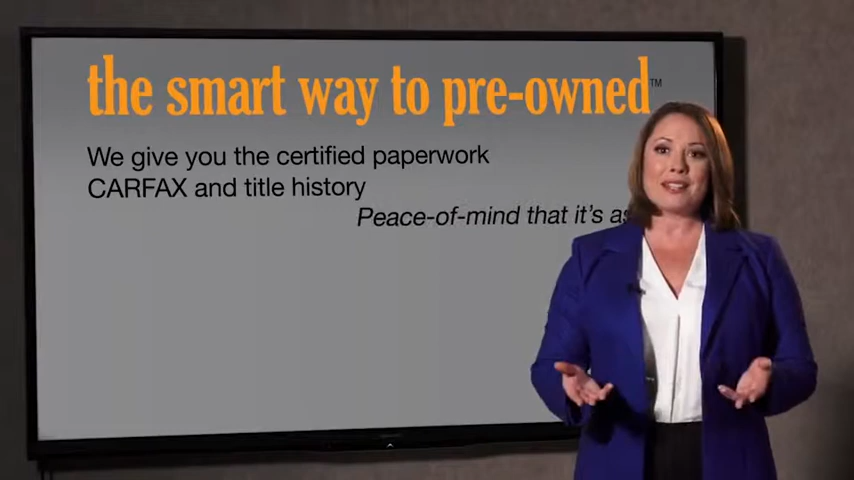 the smart way to pre-owned™
We give you the certified paperwork
CARFAX and title history
Peace-of-mind that it's as